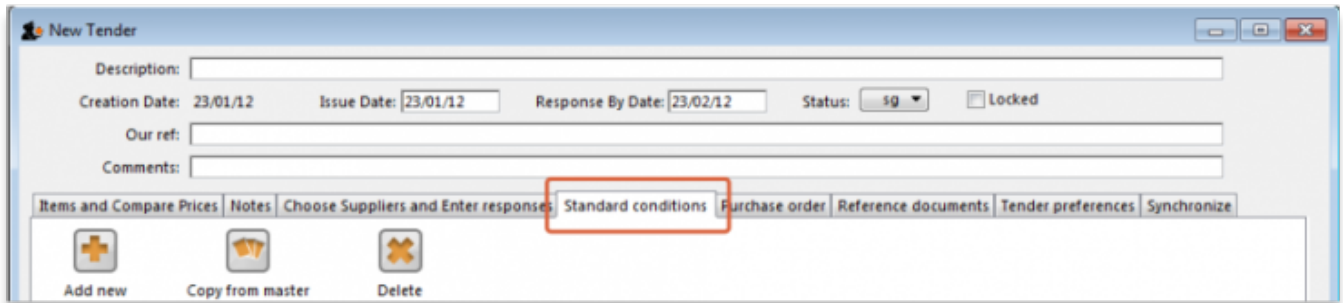 New Tender
Description:
Creation Date: 23/01/12 Issue Date: 23/01/12 Response By Date: 23/02/12 Status: sg Locked
Our ref:
Comments:
Items and Compare Prices Notes Choose Suppliers and Enter responses Standard conditions Purchase order Reference documents Tender preferences Synchronize
Add new Copy from master Delete